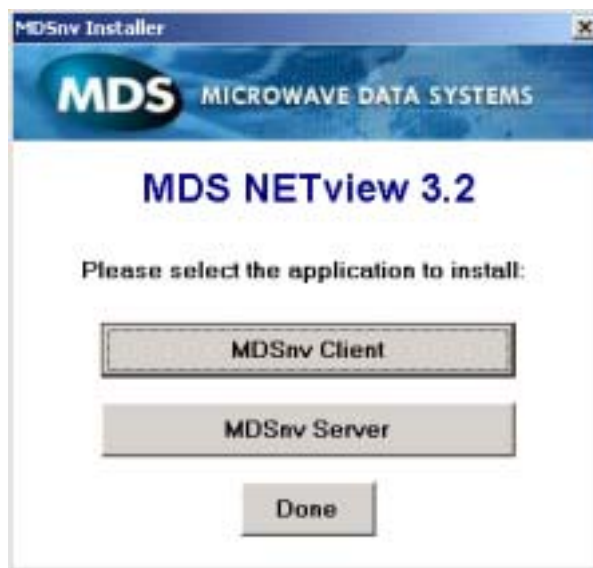 MDSnv Installer
MDS MICROWAVE DATA SYSTEMS
MDS NETview 3.2
Please select the application to install:
MDSnv Client
MDSnv Server
Done